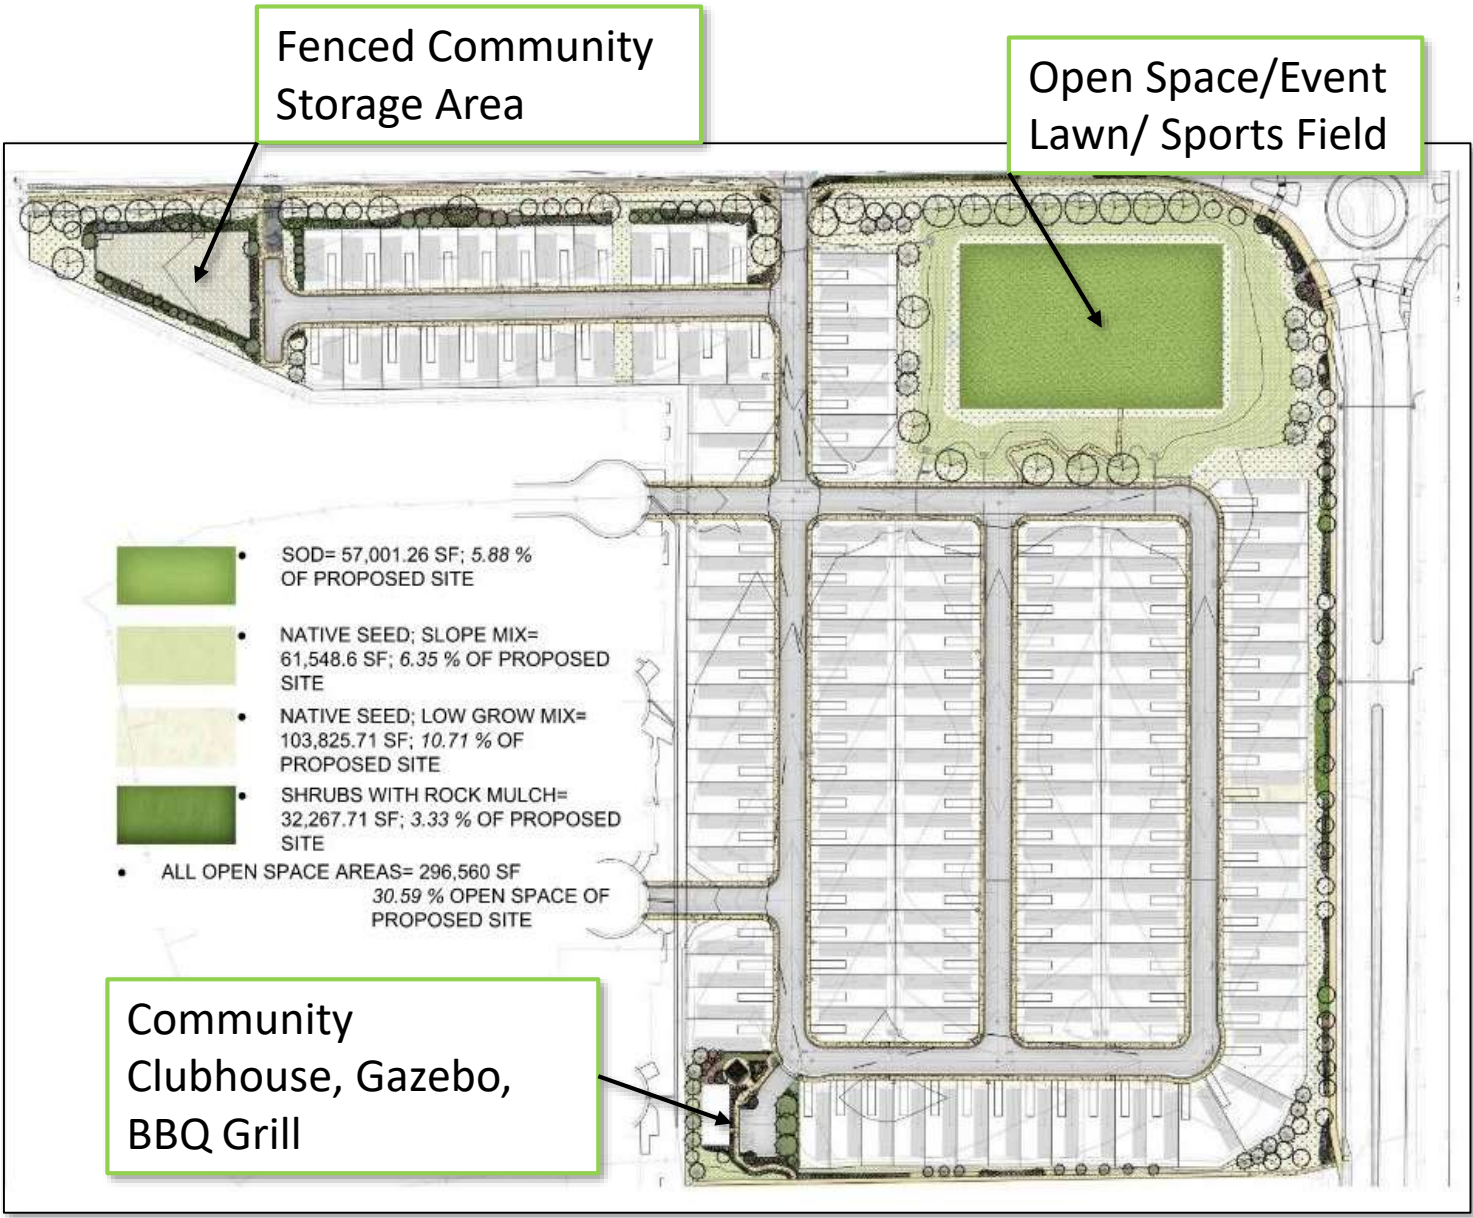 Fenced Community
Storage Area
Open Space/Event
Lawn/ Sports Field
• SOD= 57,001.26 SF; 5.88 %
OF PROPOSED SITE
• NATIVE SEED; SLOPE MIX=
61,548.6 SF; 6.35 % OF PROPOSED
SITE
• NATIVE SEED; LOW GROW MIX=
103,825.71 SF; 10.71 % OF
PROPOSED SITE
• SHRUBS WITH ROCK MULCH=
32,267.71 SF; 3.33 % OF PROPOSED
SITE
• ALL OPEN SPACE AREAS= 296,560 SF
30.59 % OPEN SPACE OF
PROPOSED SITE
Community
Clubhouse, Gazebo,
BBQ Grill